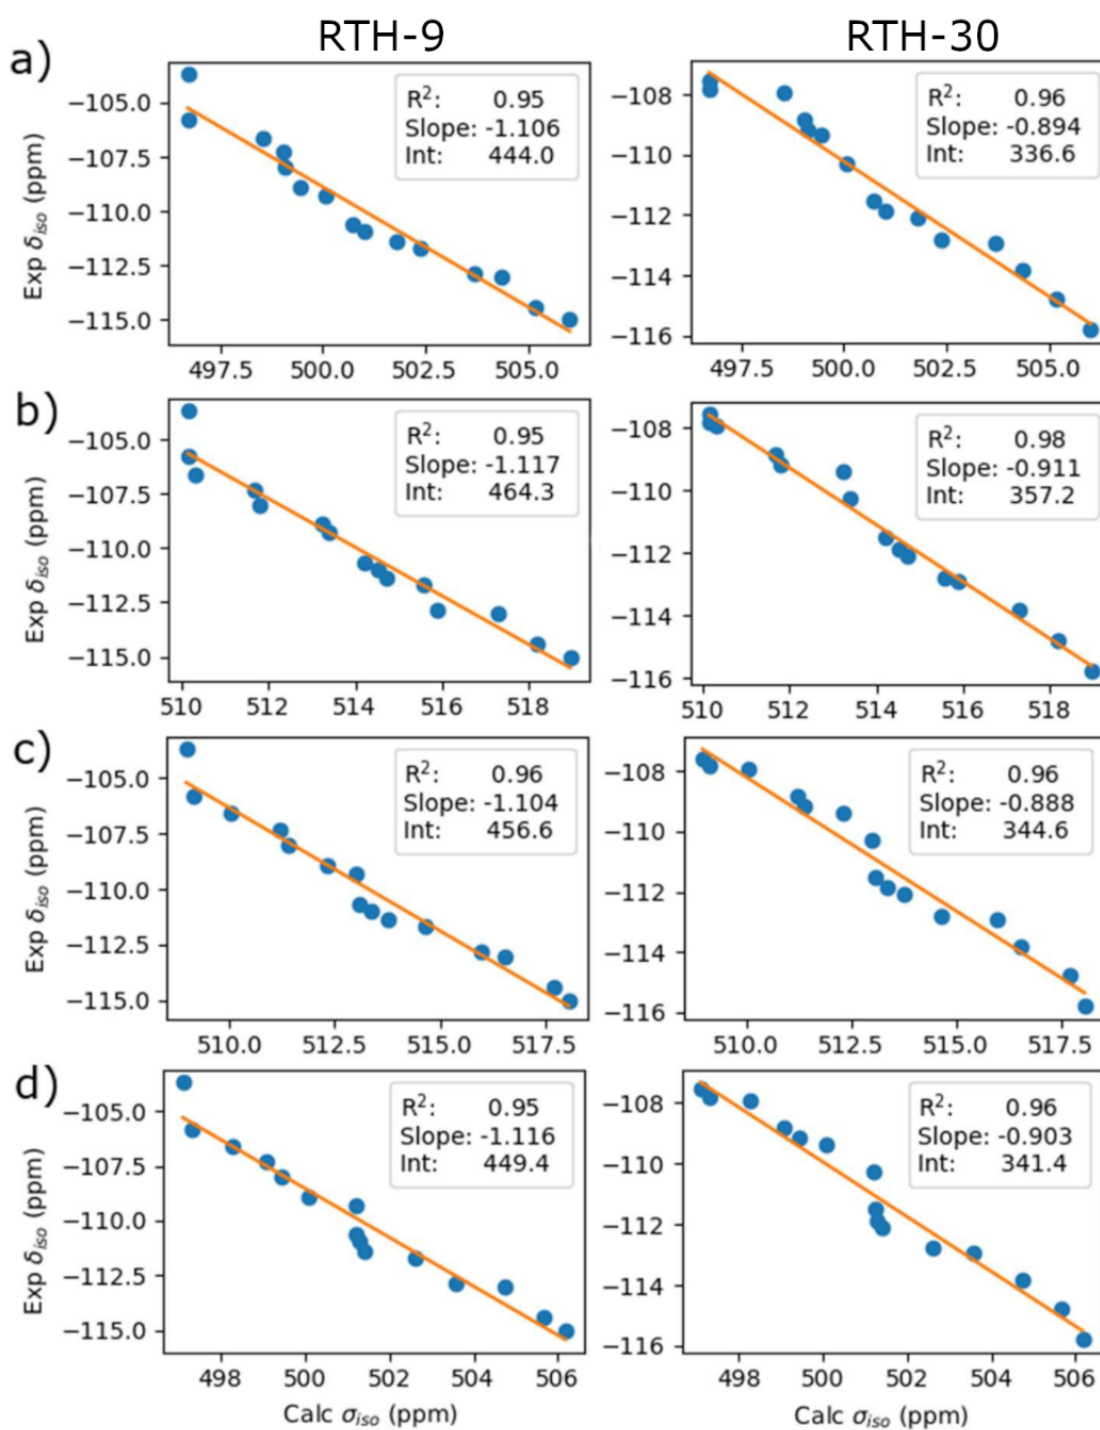 RTH-9
RTH-30
a)
Exp δiso (ppm)
−105.0
−107.5
−110.0
−112.5
−115.0
R²: 0.95
Slope: -1.106
Int: 444.0
497.5 500.0 502.5 505.0
−108
−110
−112
−114
−116
R²: 0.96
Slope: -0.894
Int: 336.6
497.5 500.0 502.5 505.0
b)
Exp δiso (ppm)
−105.0
−107.5
−110.0
−112.5
−115.0
R²: 0.95
Slope: -1.117
Int: 464.3
510 512 514 516 518
−108
−110
−112
−114
−116
R²: 0.98
Slope: -0.911
Int: 357.2
510 512 514 516 518
c)
Exp δiso (ppm)
−105.0
−107.5
−110.0
−112.5
−115.0
R²: 0.96
Slope: -1.104
Int: 456.6
510.0 512.5 515.0 517.5
−108
−110
−112
−114
−116
R²: 0.96
Slope: -0.888
Int: 344.6
510.0 512.5 515.0 517.5
d)
Exp δiso (ppm)
−105.0
−107.5
−110.0
−112.5
−115.0
R²: 0.95
Slope: -1.116
Int: 449.4
498 500 502 504 506
Calc σiso (ppm)
−108
−110
−112
−114
−116
R²: 0.96
Slope: -0.903
Int: 341.4
498 500 502 504 506
Calc σiso (ppm)